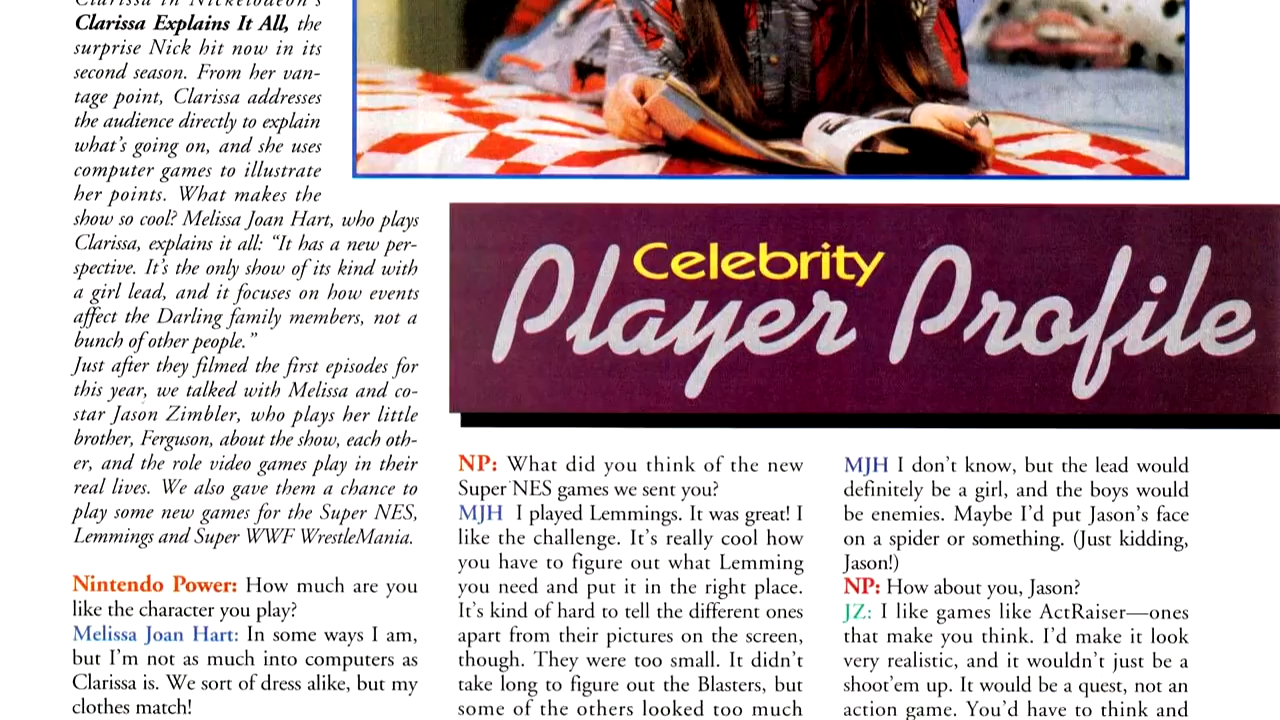 Clarissa in Nickelodeon's
Clarissa Explains It All, the
surprise Nick hit now in its
second season. From her van-
tage point, Clarissa addresses
the audience directly to explain
what's going on, and she uses
computer games to illustrate
her points. What makes the
show so cool? Melissa Joan Hart, who plays
Clarissa, explains it all: “It has a new per-
spective. It's the only show of its kind with
a girl lead, and it focuses on how events
affect the Darling family members, not a
bunch of other people.”
Just after they filmed the first episodes for
this year, we talked with Melissa and co-
star Jason Zimbler, who plays her little
brother, Ferguson, about the show, each oth-
er, and the role video games play in their
real lives. We also gave them a chance to
play some new games for the Super NES,
Lemmings and Super WWF WrestleMania.
Nintendo Power: How much are you
like the character you play?
Melissa Joan Hart: In some ways I am,
but I'm not as much into computers as
Clarissa is. We sort of dress alike, but my
clothes match!
Celebrity
Player Profile
NP: What did you think of the new
Super NES games we sent you?
MJH I played Lemmings. It was great! I
like the challenge. It's really cool how
you have to figure out what Lemming
you need and put it in the right place.
It's kind of hard to tell the different ones
apart from their pictures on the screen,
though. They were too small. It didn't
take long to figure out the Blasters, but
some of the others looked too much
MJH I don't know, but the lead would
definitely be a girl, and the boys would
be enemies. Maybe I'd put Jason's face
on a spider or something. (Just kidding,
Jason!)
NP: How about you, Jason?
JZ: I like games like ActRaiser—ones
that make you think. I'd make it look
very realistic, and it wouldn't just be a
shoot'em up. It would be a quest, not an
action game. You'd have to think and